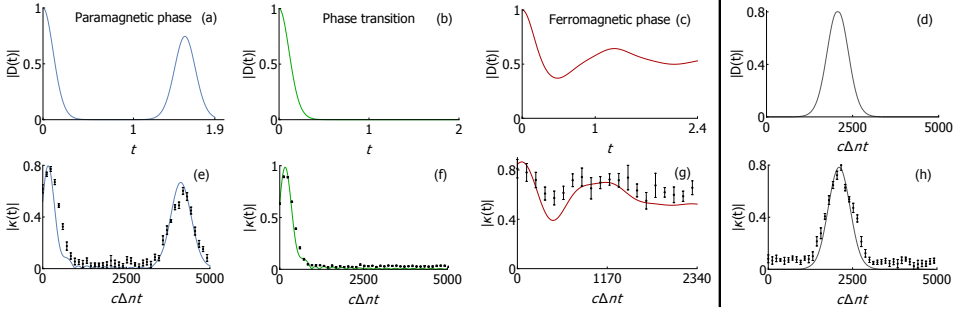 Paramagnetic phase (a)
|D(t)|
1
0.5
0
0
1
1.9
t
Phase transition (b)
|D(t)|
1
0.5
0
0
1
2
t
Ferromagnetic phase (c)
|D(t)|
1
0.5
0
0
1
2.4
t
(d)
|D(t)|
0.8
0.4
0
0
2500
5000
cΔnt
(e)
|κ(t)|
0.8
0.4
0
0
2500
5000
cΔnt
(f)
|κ(t)|
1
0.5
0
0
2500
5000
cΔnt
(g)
|κ(t)|
0.8
0.4
0
0
1170
2340
cΔnt
(h)
|κ(t)|
0.8
0.4
0
0
2500
5000
cΔnt